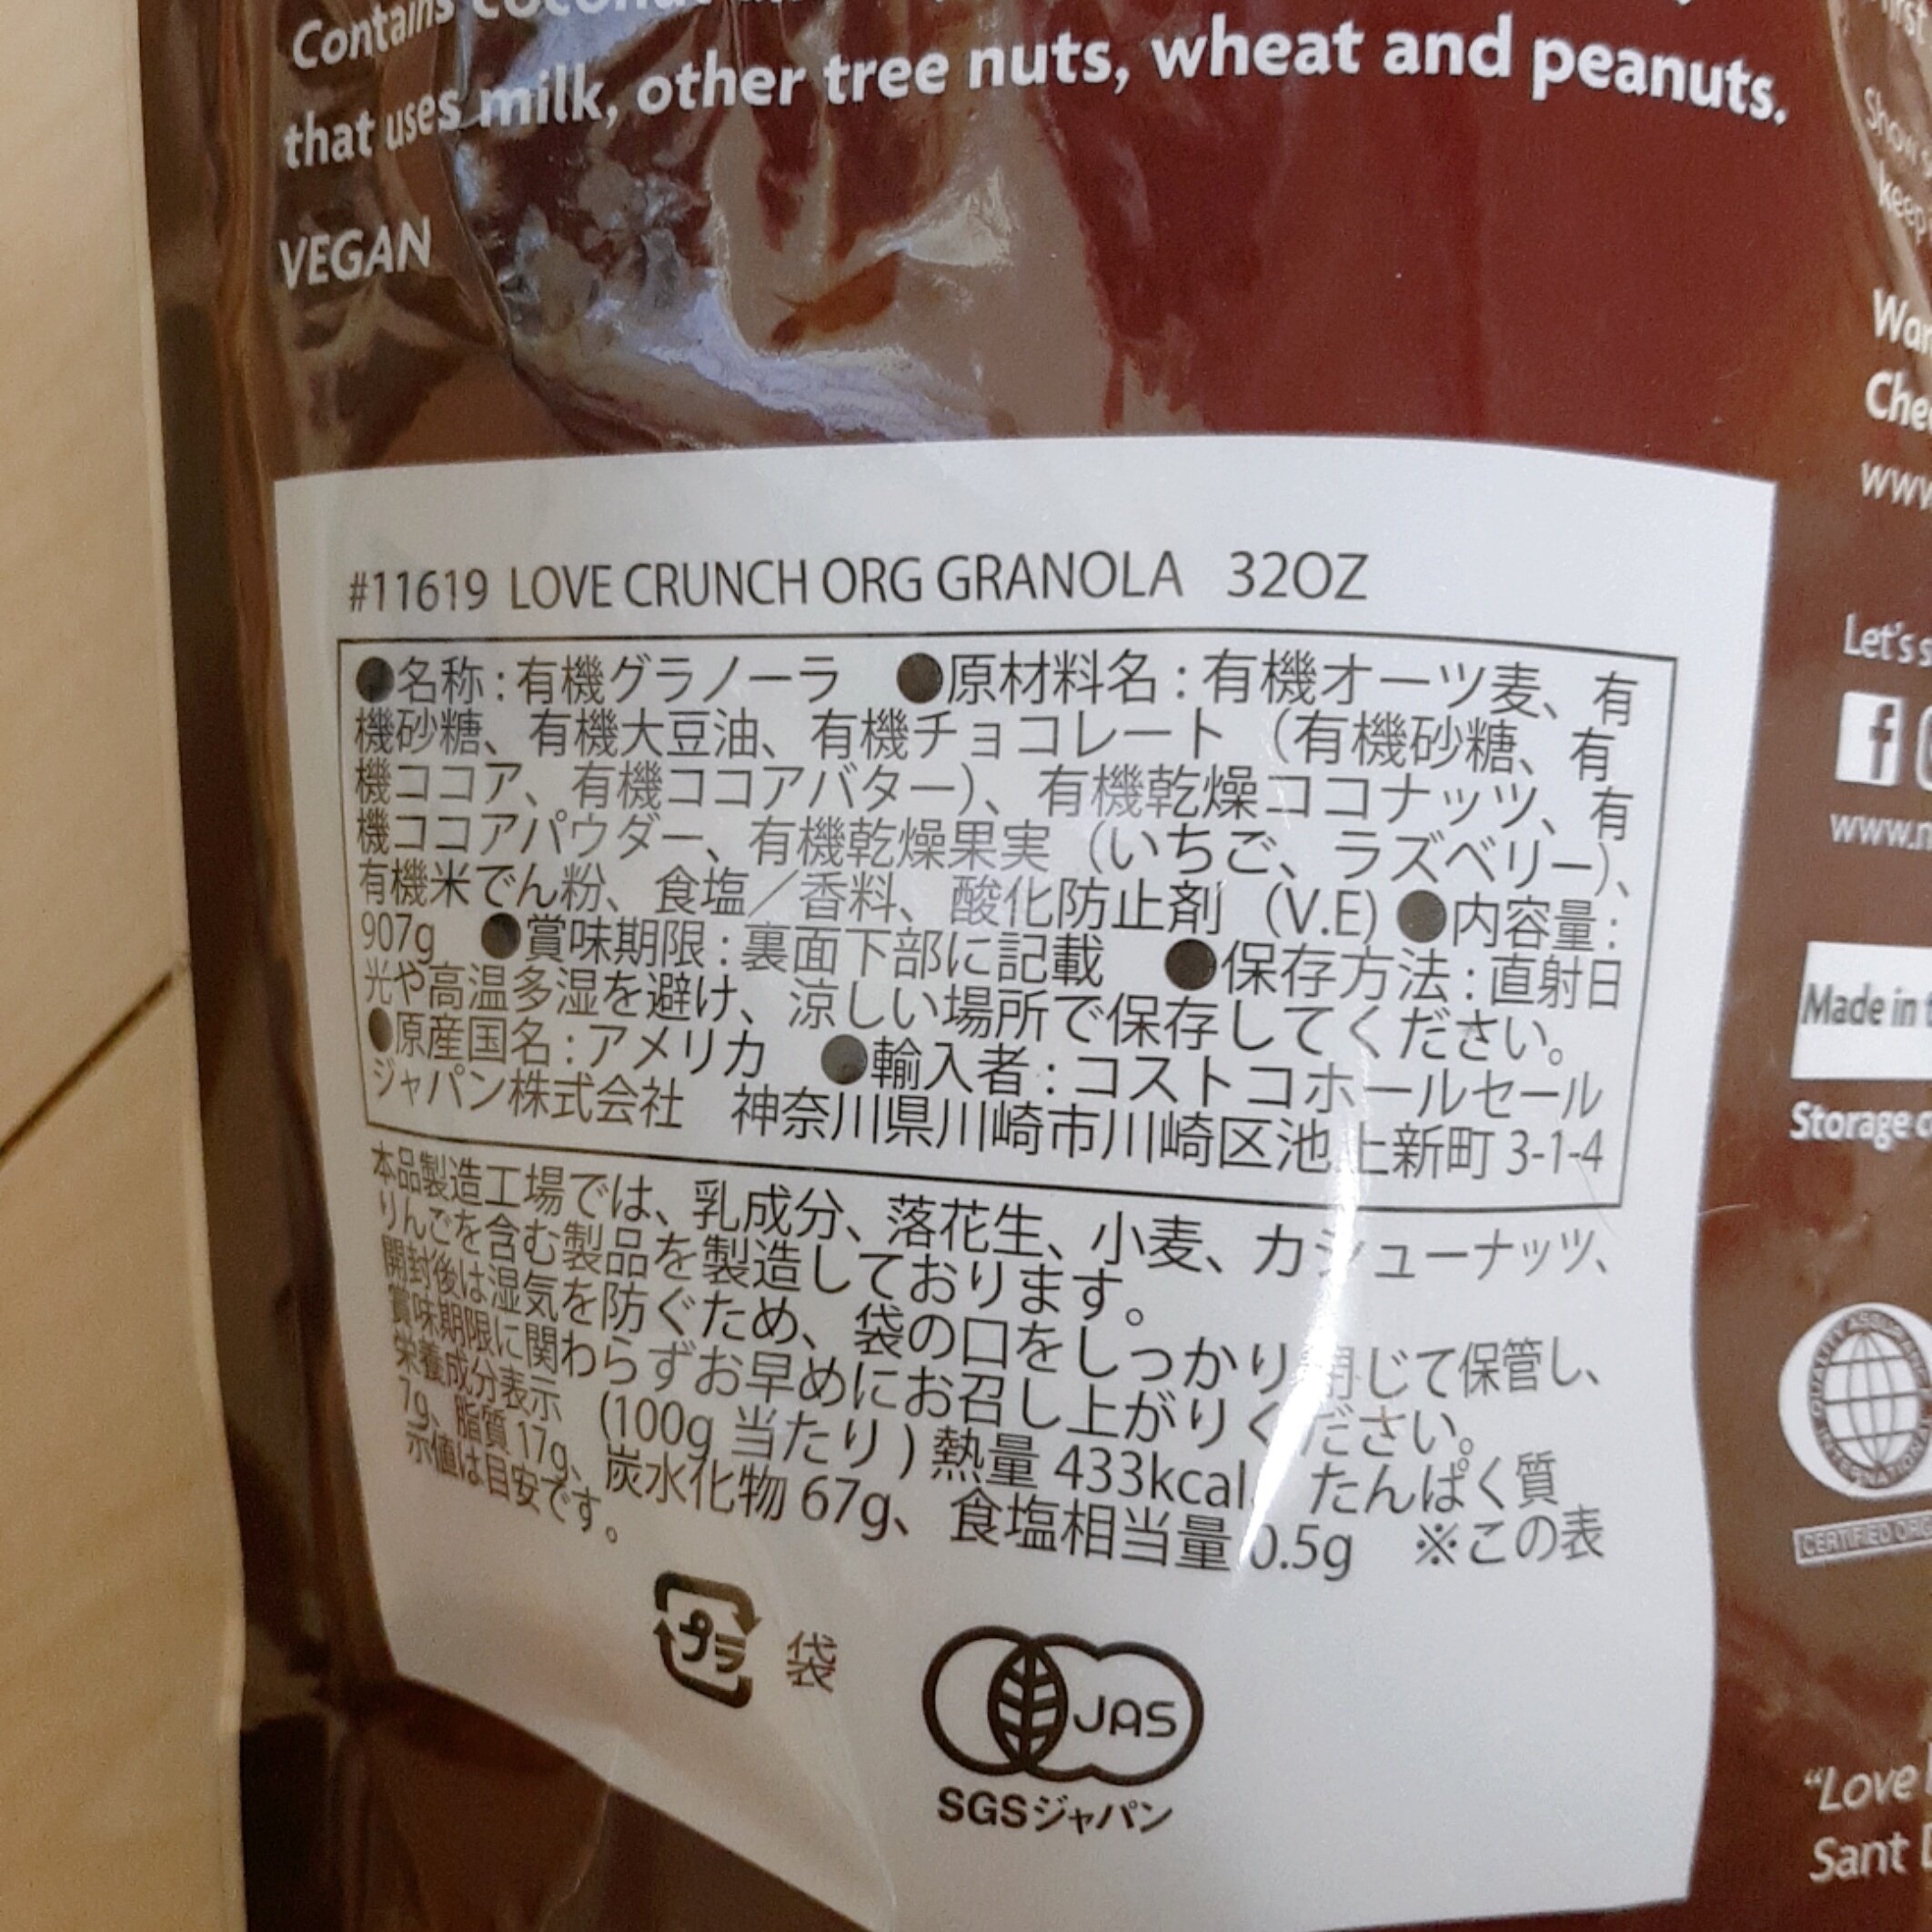 Contains coconut
that uses milk, other tree nuts, wheat and peanuts.
VEGAN
#11619 LOVE CRUNCH ORG GRANOLA 32OZ
●名称：有機グラノーラ ●原材料名：有機オーツ麦、有
機砂糖、有機大豆油、有機チョコレート（有機砂糖、有
機ココア、有機ココアバター）、有機乾燥ココナッツ、有
機ココアパウダー、有機乾燥果実（いちご、ラズベリー）、
有機米でん粉、食塩／香料、酸化防止剤（V.E）●内容量：
907g ●賞味期限：裏面下部に記載 ●保存方法：直射日
光や高温多湿を避け、涼しい場所で保存してください。
●原産国名：アメリカ ●輸入者：コストコホールセール
ジャパン株式会社 神奈川県川崎市川崎区池上新町 3-1-4
本品製造工場では、乳成分、落花生、小麦、カシューナッツ、
りんごを含む製品を製造しております。
開封後は湿気を防ぐため、袋の口をしっかり閉じて保管し、
賞味期限に関わらずお早めにお召し上がりください。
栄養成分表示 (100g 当たり) 熱量 433kcal、たんぱく質
7g、脂質 17g、炭水化物 67g、食塩相当量 0.5g ※この表
示値は目安です。
プラ 袋
JAS
SGSジャパン
Let's s
f
www.n
Made in
Storage
QUALITY ASSURANCE INTERNATIONAL
CERTIFIED ORG
"Love
Sant